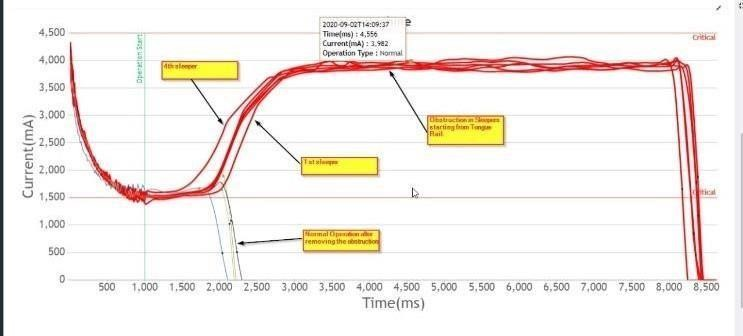 e
2020-09-02T14:09:37
Time(ms) : 4,556
Current(mA) : 3,982
Operation Type : Normal
4,500
4,000
3,500
3,000
2,500
2,000
1,500
1,000
500
0
Current(mA)
Operation Start
Critical
4th sleeper
Obstruction in Sleepers
starting from Tongue
Rail
1 st sleeper
Critical
Normal Operation after
removing the obstruction
500 1,000 1,500 2,000 2,500 3,000 3,500 4,000 4,500 5,000 5,500 6,000 6,500 7,000 7,500 8,000 8,500
Time(ms)